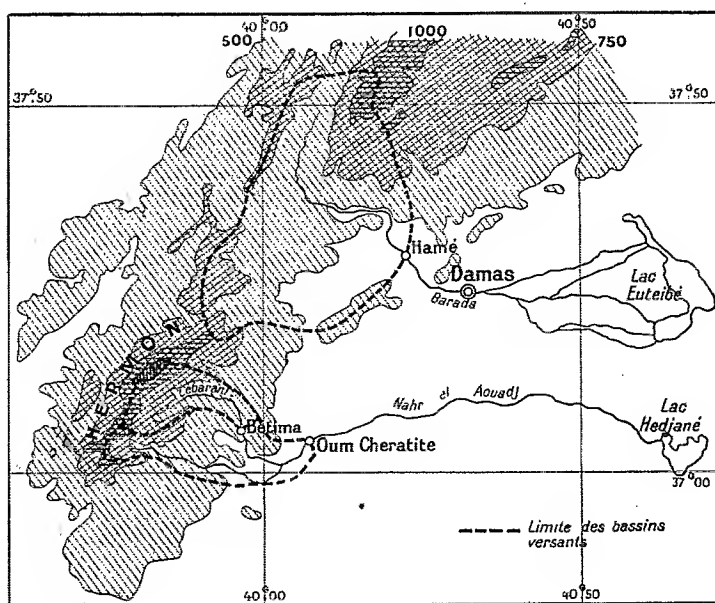 40 00
40 50
500
1000
750
37° 50
37° 50
Hamé
Damas
Barada
Lac
Euteibé
HERMON
Bétima
Nahr el Aouadj
Oum Cheratite
Lac
Hedjané
37° 00
Limite des bassins
versants
40 00
40 50